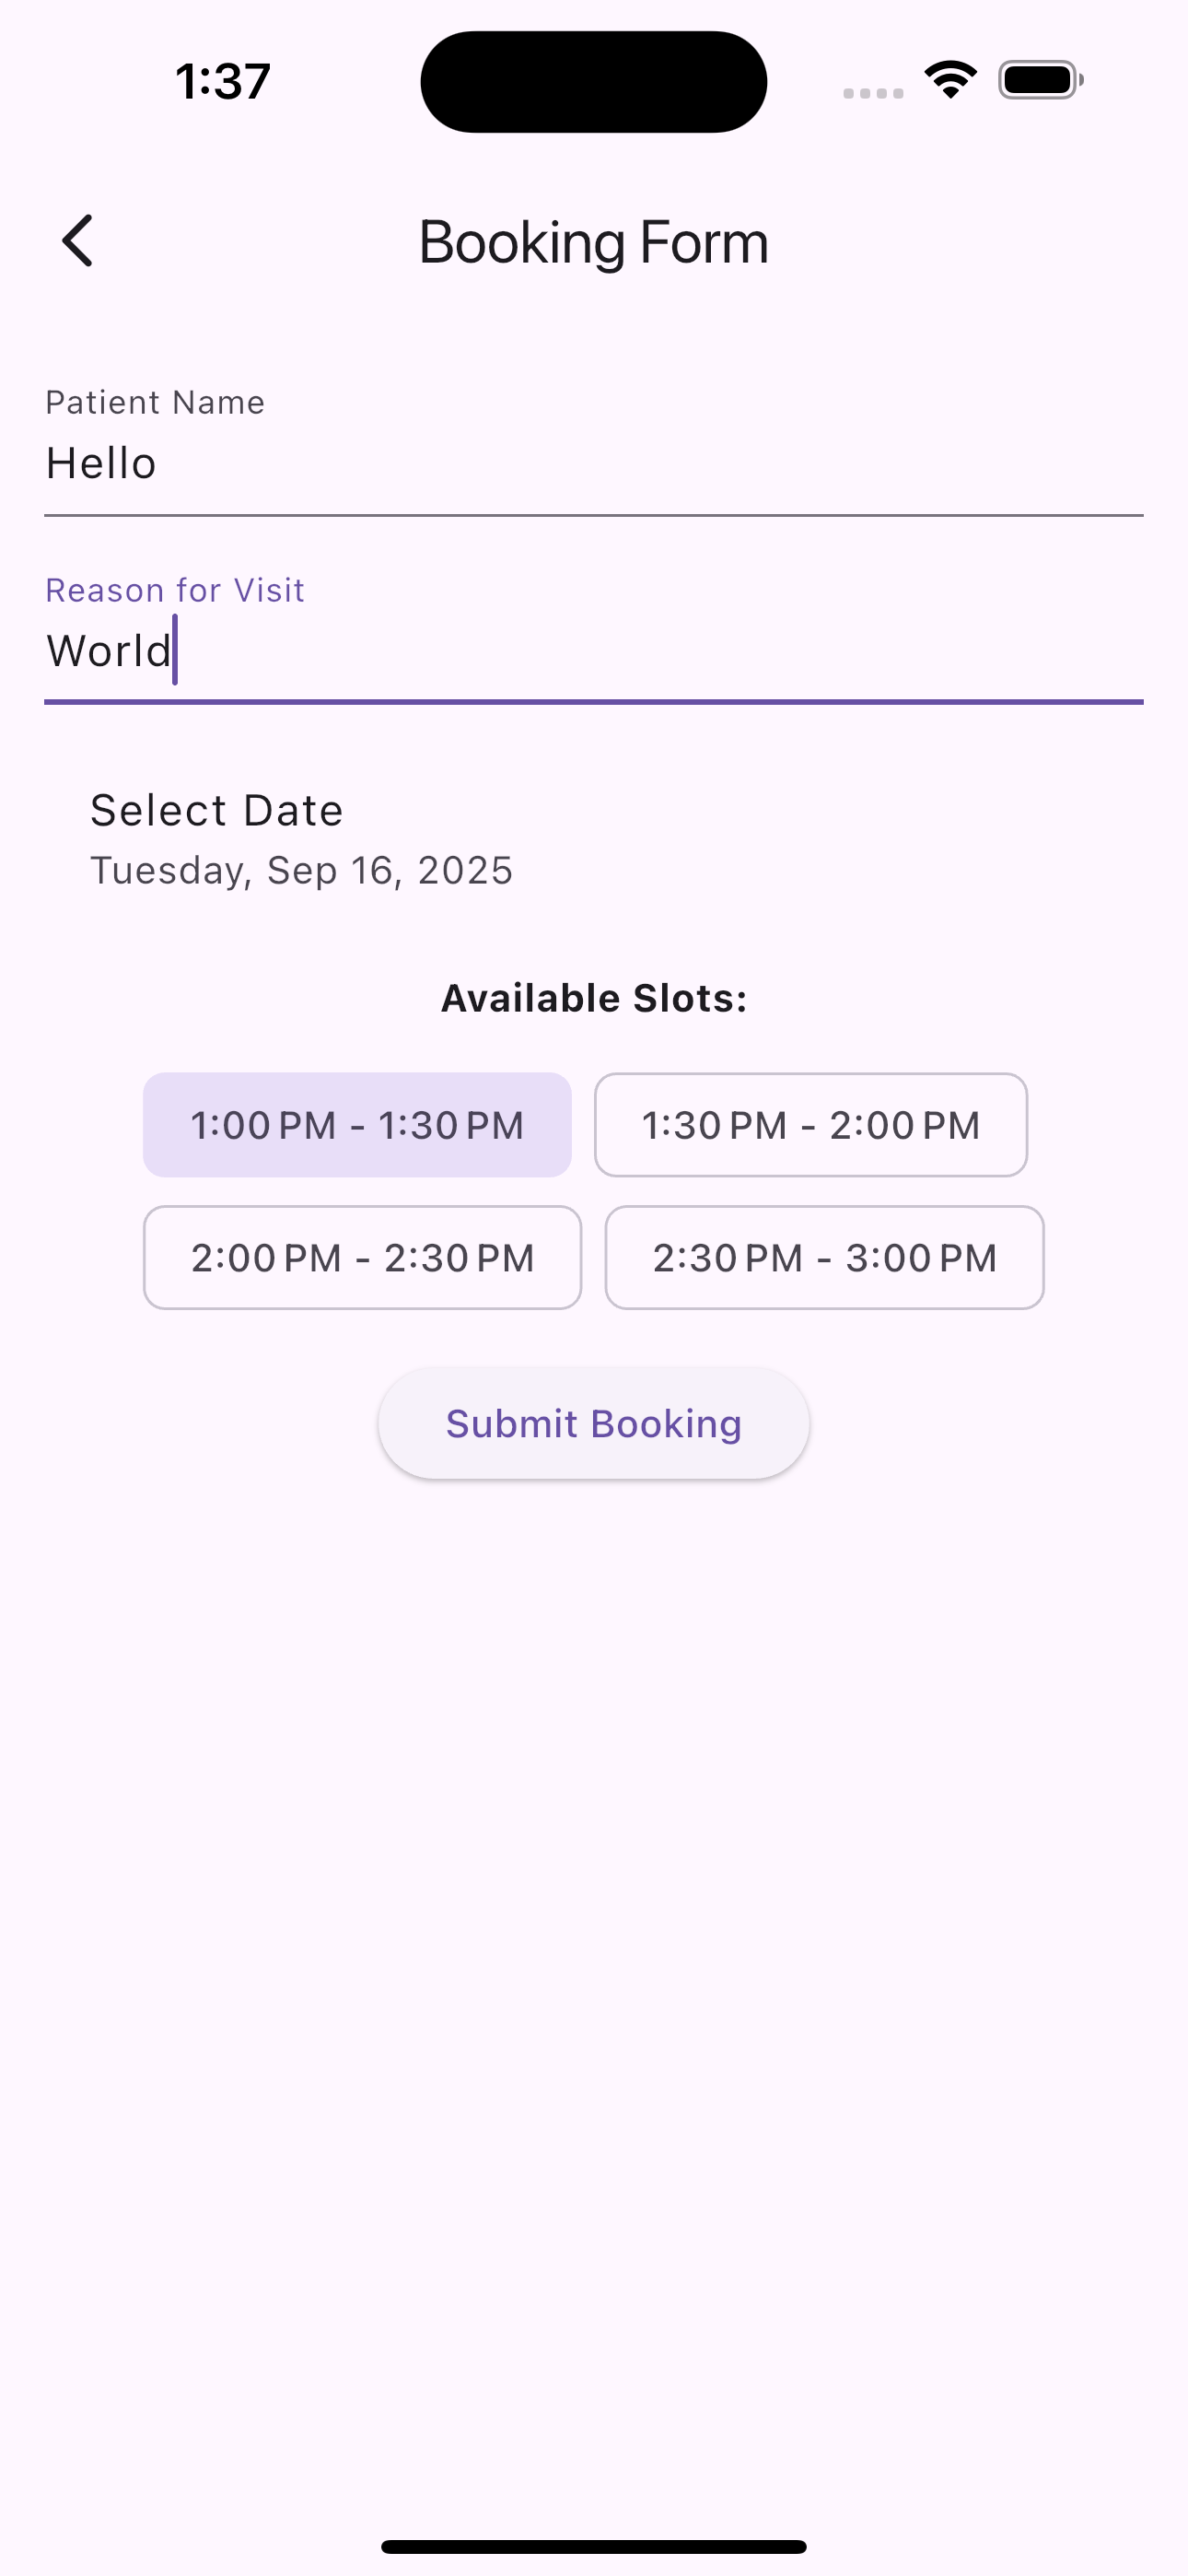 1:37
Booking Form
Patient Name
Hello
Reason for Visit
World
Select Date
Tuesday, Sep 16, 2025
Available Slots:
1:00 PM - 1:30 PM
1:30 PM - 2:00 PM
2:00 PM - 2:30 PM
2:30 PM - 3:00 PM
Submit Booking